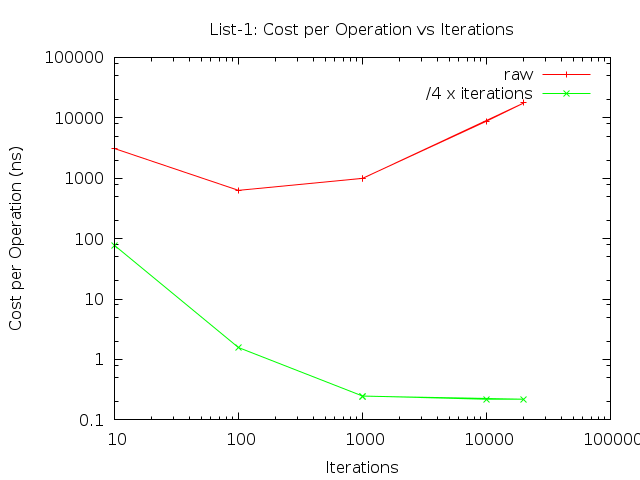 List-1: Cost per Operation vs Iterations
raw
/4 x iterations
Cost per Operation (ns)
100000
10000
1000
100
10
1
0.1
10 100 1000 10000 100000
Iterations